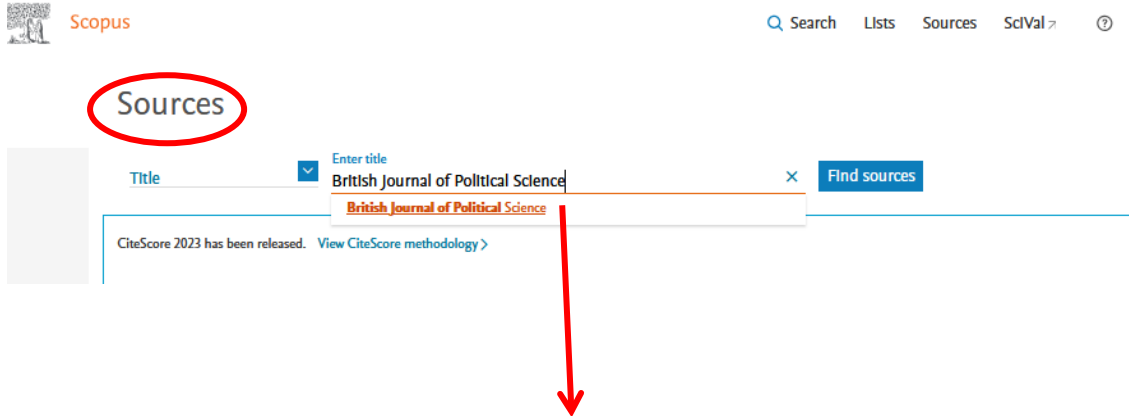 Scopus
Search Lists Sources SciVal
Sources
Title
Enter title
British Journal of Political Science
Find sources
British Journal of Political Science
CiteScore 2023 has been released. View CiteScore methodology